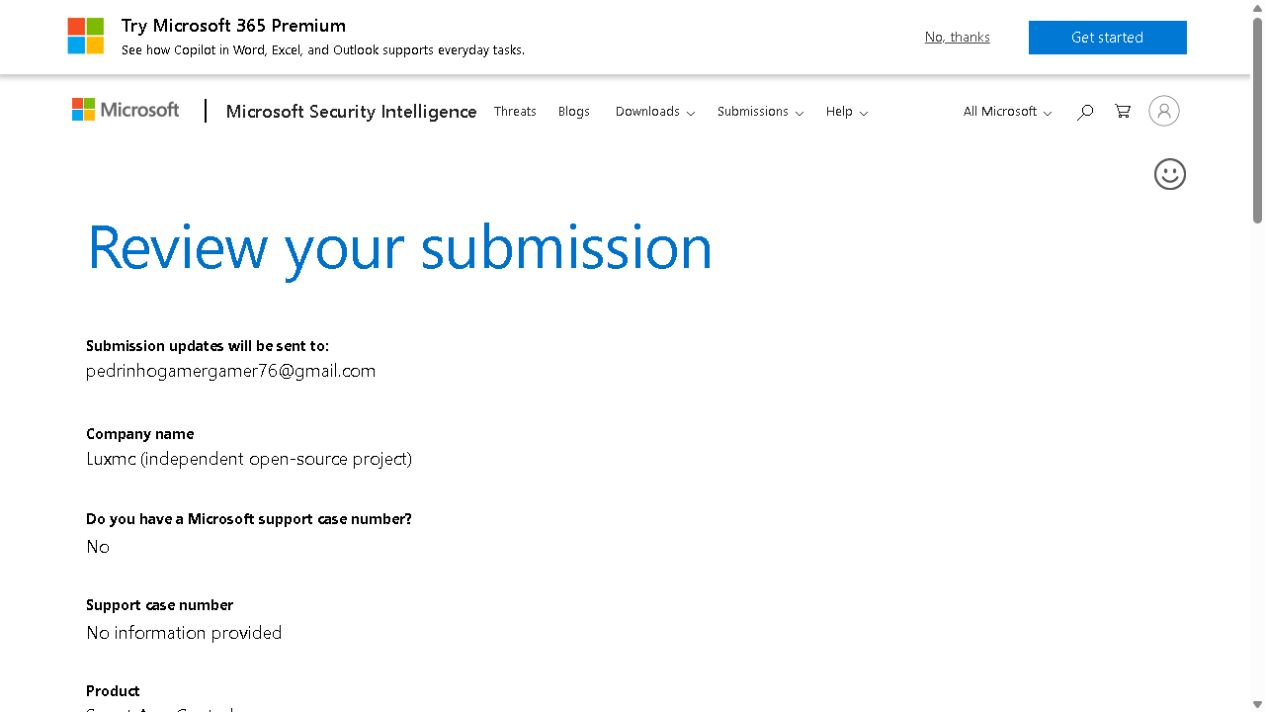 Try Microsoft 365 Premium
See how Copilot in Word, Excel, and Outlook supports everyday tasks.
No, thanks
Get started
Microsoft
Microsoft Security Intelligence
Threats
Blogs
Downloads
Submissions
Help
All Microsoft
Review your submission
Submission updates will be sent to:
pedrinhogamergamer76@gmail.com
Company name
Luxmc (independent open-source project)
Do you have a Microsoft support case number?
No
Support case number
No information provided
Product